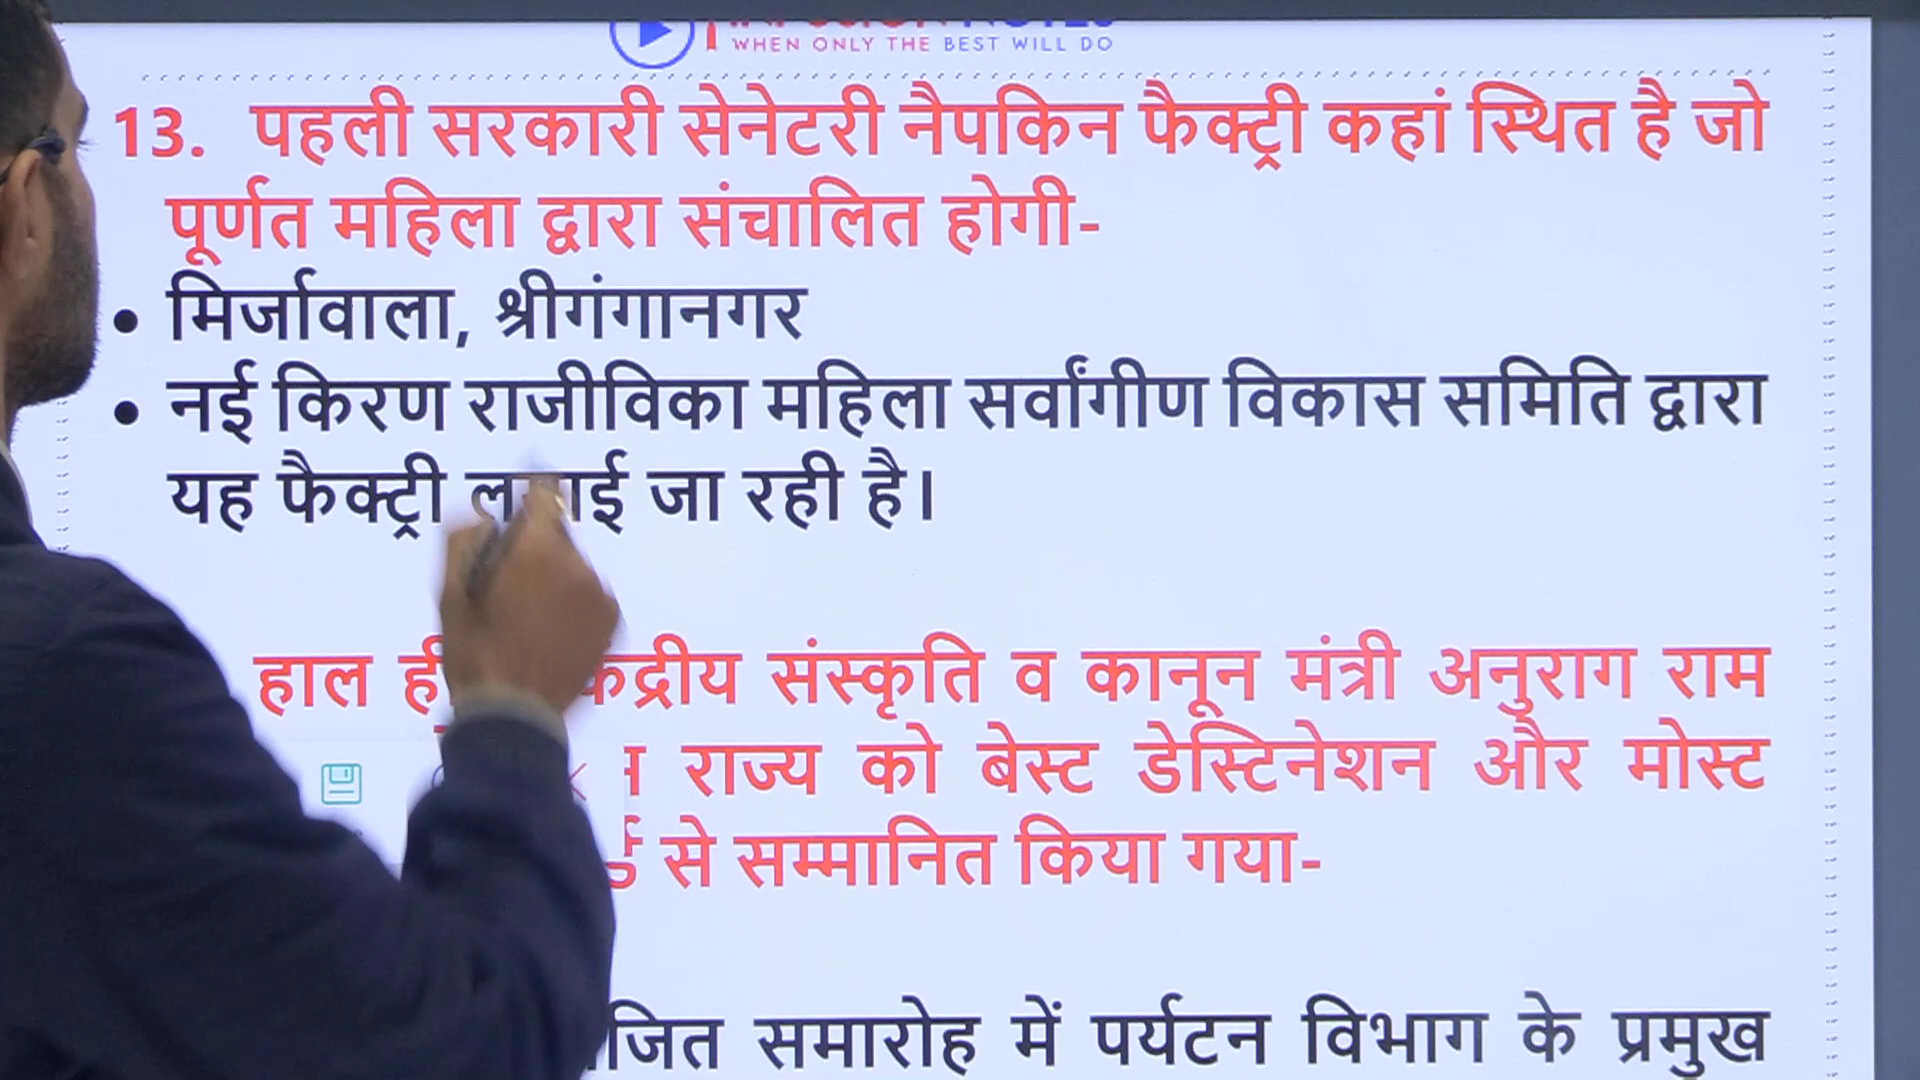 WHEN ONLY THE BEST WILL DO
13. पहली सरकारी सेनेटरी नैपकिन फैक्ट्री कहां स्थित है जो
पूर्णत महिला द्वारा संचालित होगी-
• मिर्जावाला, श्रीगंगानगर
• नई किरण राजीविका महिला सर्वांगीण विकास समिति द्वारा
यह फैक्ट्री जा रही है।
हाल संस्कृति व कानून मंत्री अनुराग राम
राज्य को बेस्ट डेस्टिनेशन और मोस्ट
से सम्मानित किया गया-
समारोह में पर्यटन विभाग के प्रमुख